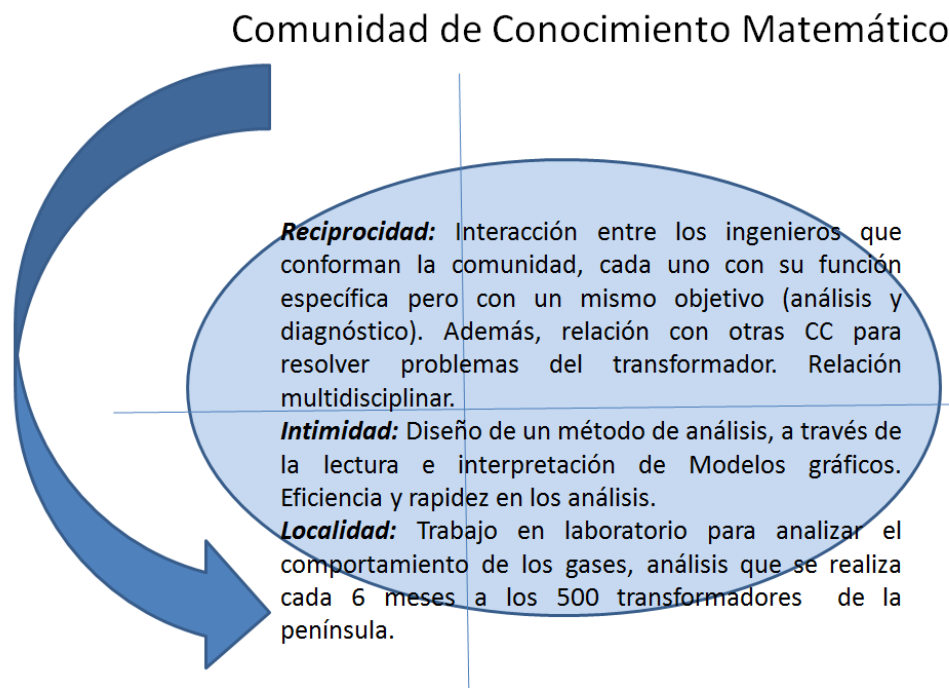 Comunidad de Conocimiento Matemático
Reciprocidad: Interacción entre los ingenieros que
conforman la comunidad, cada uno con su función
específica pero con un mismo objetivo (análisis y
diagnóstico). Además, relación con otras CC para
resolver problemas del transformador. Relación
multidisciplinar.
Intimidad: Diseño de un método de análisis, a través de
la lectura e interpretación de Modelos gráficos.
Eficiencia y rapidez en los análisis.
Localidad: Trabajo en laboratorio para analizar el
comportamiento de los gases, análisis que se realiza
cada 6 meses a los 500 transformadores de la
península.